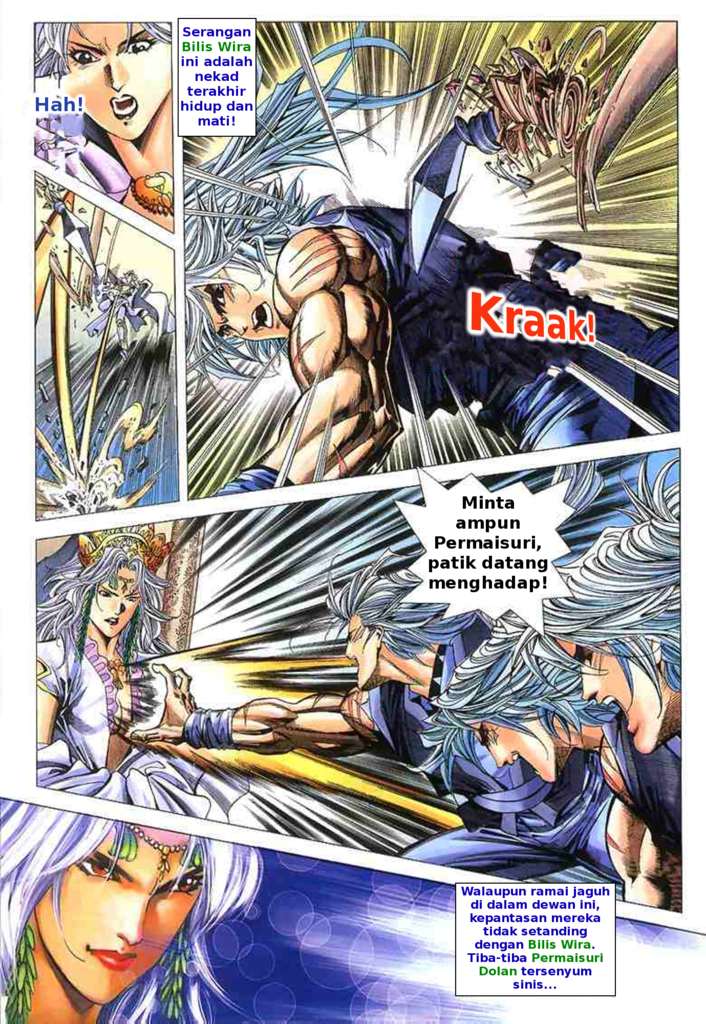 Hah!
Serangan
Bilis Wira
ini adalah
nekad
terakhir
hidup dan
mati!
Kraak!
Minta
ampun
Permaisuri,
patik datang
menghadap!
Walaupun ramai jaguh
di dalam dewan ini,
kepantasan mereka
tidak setanding
dengan Bilis Wira.
Tiba-tiba Permaisuri
Dolan tersenyum
sinis...